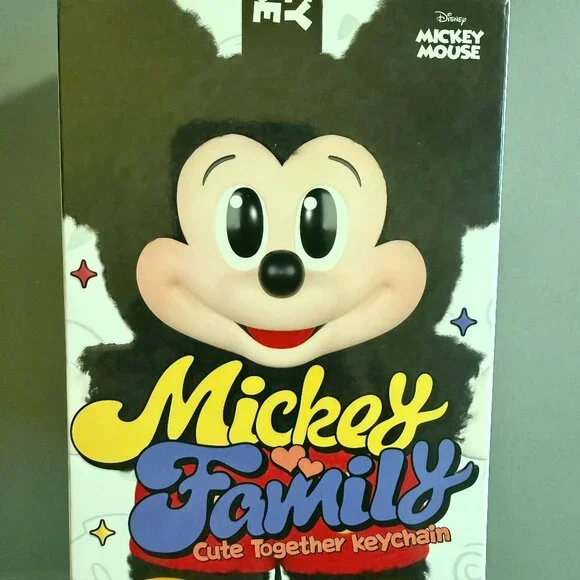 Disney
MICKEY
MOUSE
Mickey
Family
Cute Together Keychain